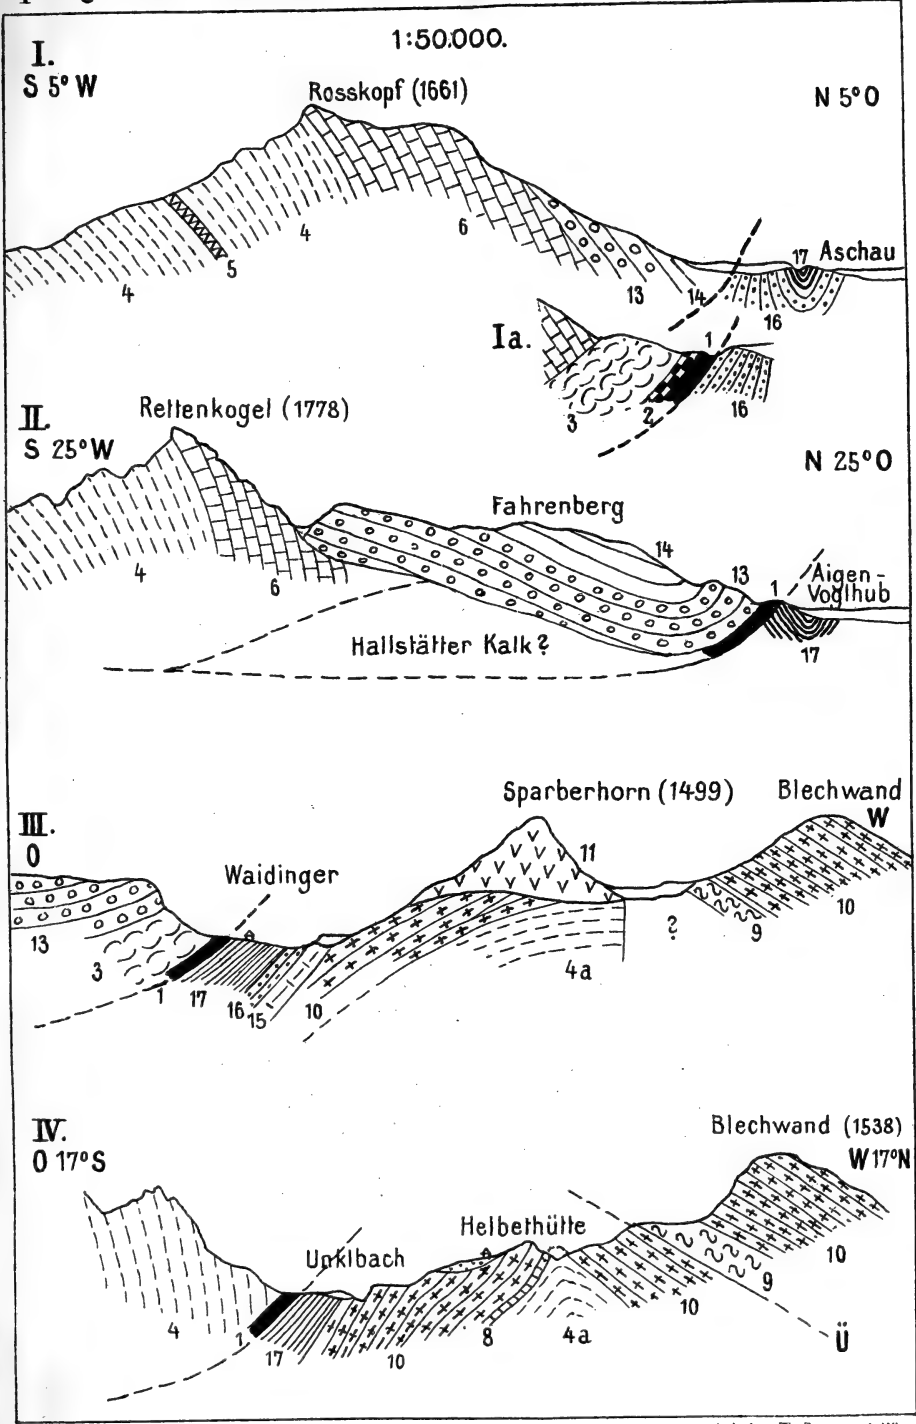 1:50.000.
I.
S 5° W
Rosskopf (1661)
N 5° O
17 Aschau
4
6
4
5
13
14
16
Ia.
1
3
2
16
II.
S 25° W
Rettenkogel (1778)
N 25° O
Fahrenberg
14
13
1
Aigen-
Voglhub
4
6
Hallstätter Kalk?
17
III.
O
Sparberhorn (1499)
Blechwand
W
Waidinger
11
13
3
1
17
16
15
10
4a
?
9
10
IV.
O 17° S
Blechwand (1538)
W 17° N
Helbethütte
Unklbach
4
1
17
10
8
4a
10
9
10
Ü